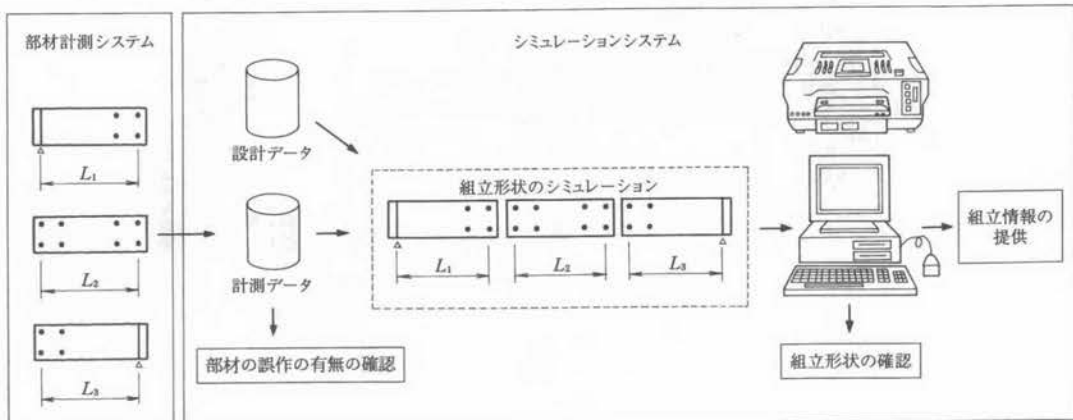 部材計測システム
L₁
L₂
L₃
シミュレーションシステム
設計データ
計測データ
部材の誤作の有無の確認
組立形状のシミュレーション
L₁
L₂
L₃
組立形状の確認
組立情報の
提供